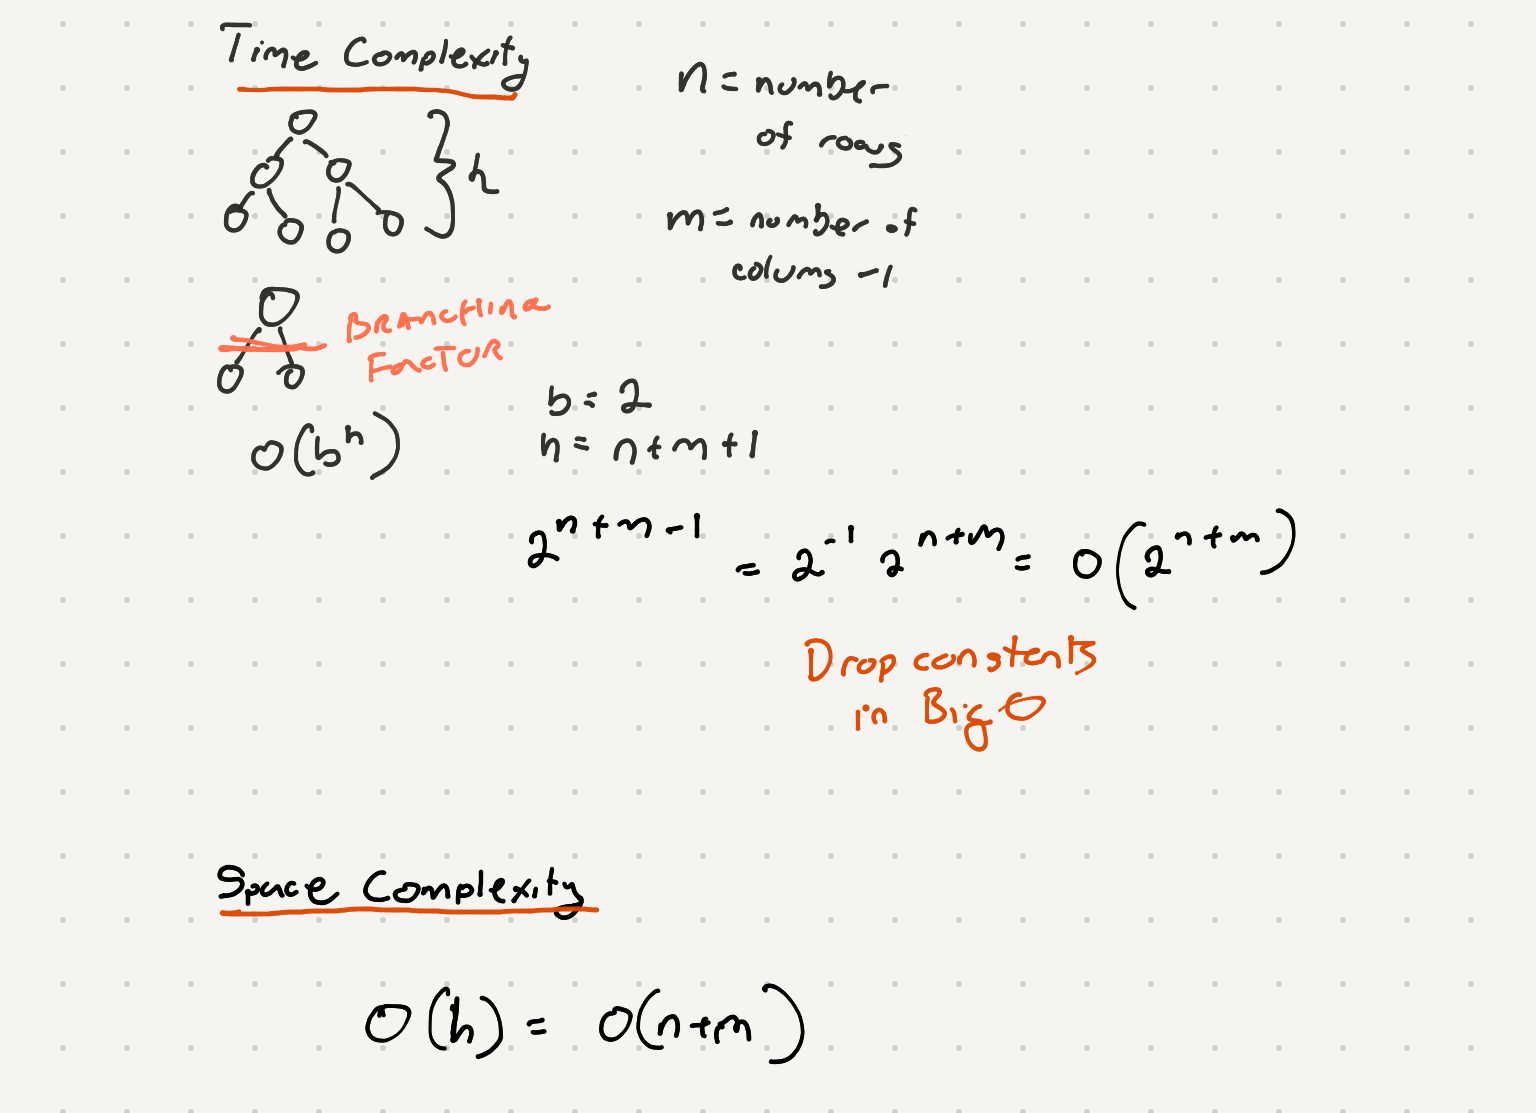 Time Complexity
n = number
of rows
h
m = number of
colums -1
BRANCHING
FACTOR
b = 2
O(b^h)
h = n+m+1
2^n+m-1 = 2^-1 2^n+m = O(2^n+m)
Drop constents
in Big O
Space Complexity
O(h) = O(n+m)